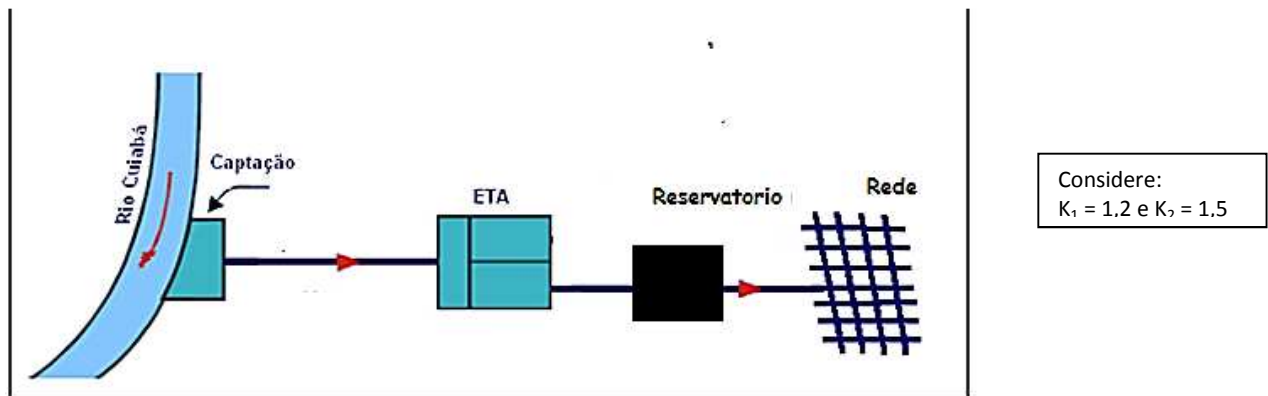 Rio Cuiabá
Captação
ETA
Reservatorio
Rede
Considere:
K₁ = 1,2 e K₂ = 1,5